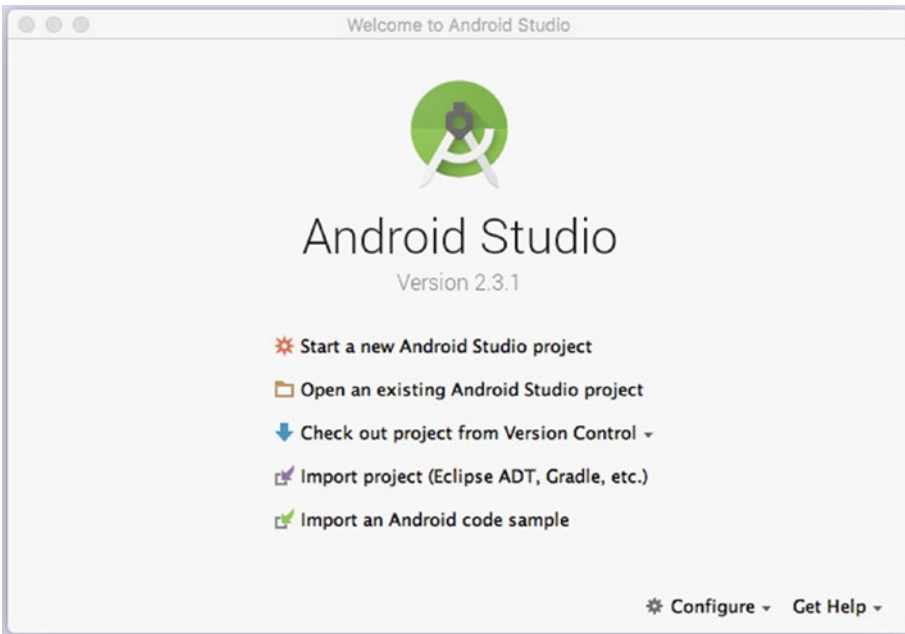 Welcome to Android Studio
Android Studio
Version 2.3.1
Start a new Android Studio project
Open an existing Android Studio project
Check out project from Version Control
Import project (Eclipse ADT, Gradle, etc.)
Import an Android code sample
Configure Get Help